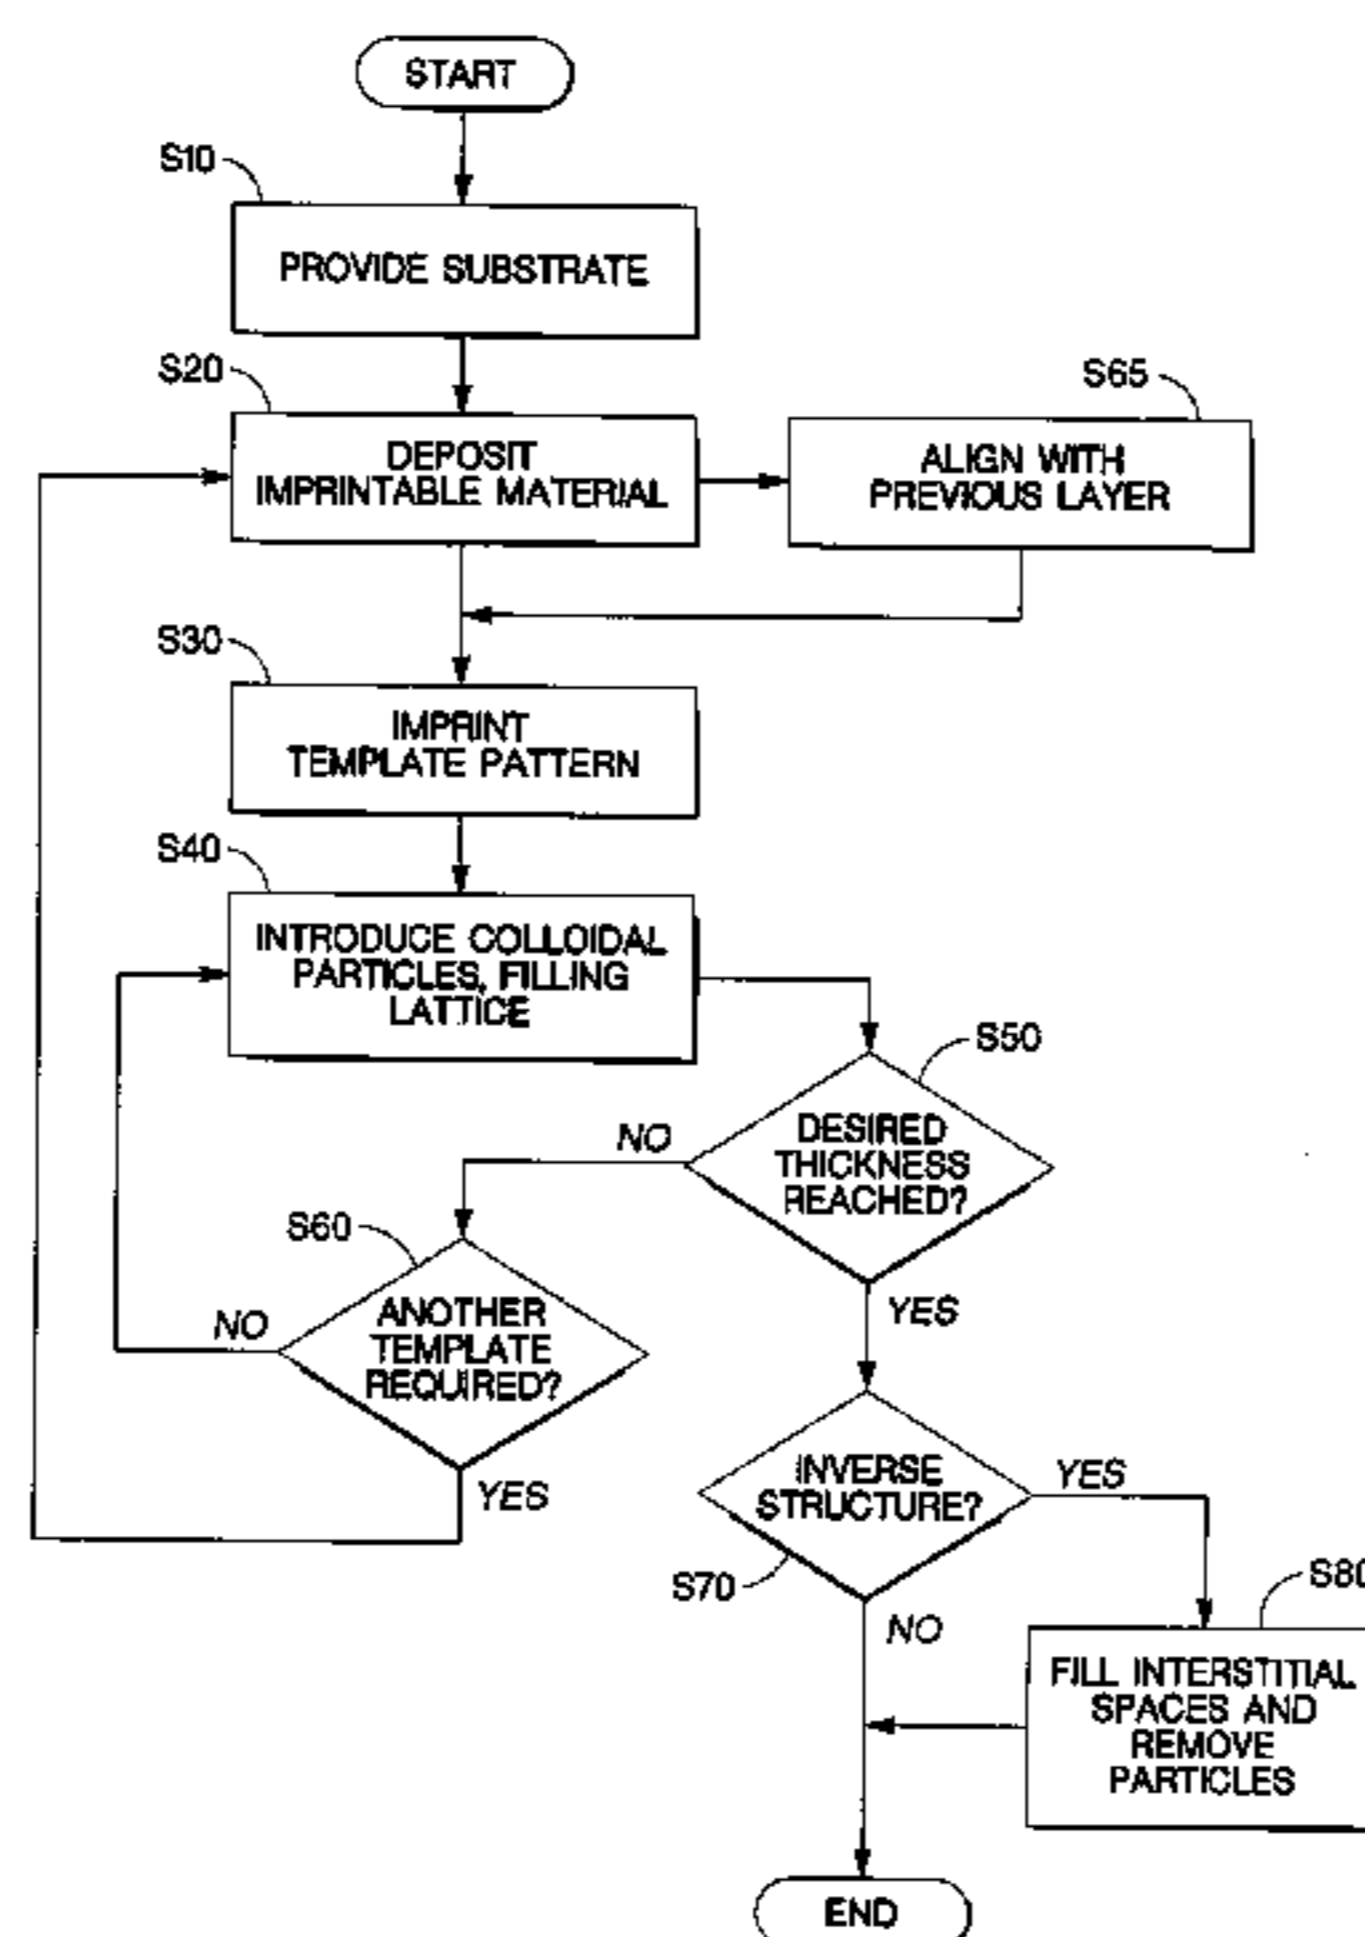 START
S10
PROVIDE SUBSTRATE
S20
DEPOSIT
IMPRINTABLE MATERIAL
S65
ALIGN WITH
PREVIOUS LAYER
S30
IMPRINT
TEMPLATE PATTERN
S40
INTRODUCE COLLOIDAL
PARTICLES, FILLING
LATTICE
S50
DESIRED
THICKNESS
REACHED?
NO
YES
S60
ANOTHER
TEMPLATE
REQUIRED?
NO
YES
INVERSE
STRUCTURE?
S70
YES
NO
S80
FILL INTERSTITIAL
SPACES AND
REMOVE
PARTICLES
END